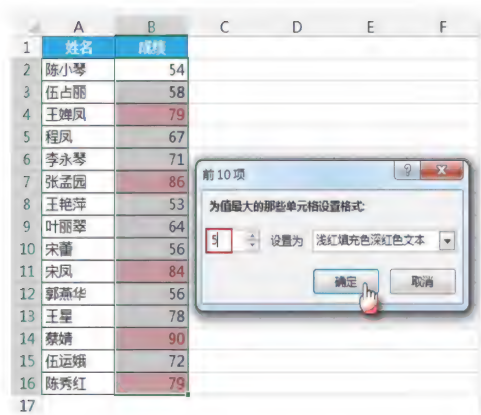 A B C D E F
1 姓名 成绩
2 陈小琴 54
3 伍占丽 58
4 王婵凤 79
5 程凤 67
6 李永琴 71
7 张孟园 86
8 王艳萍 53
9 叶丽翠 64
10 宋蕾 56
11 宋凤 84
12 郭燕华 56
13 王星 78
14 蔡婧 90
15 伍运娥 72
16 陈秀红 79
17
前 10 项
为值最大的那些单元格设置格式:
5 设置为 浅红填充色深红色文本
确定 取消